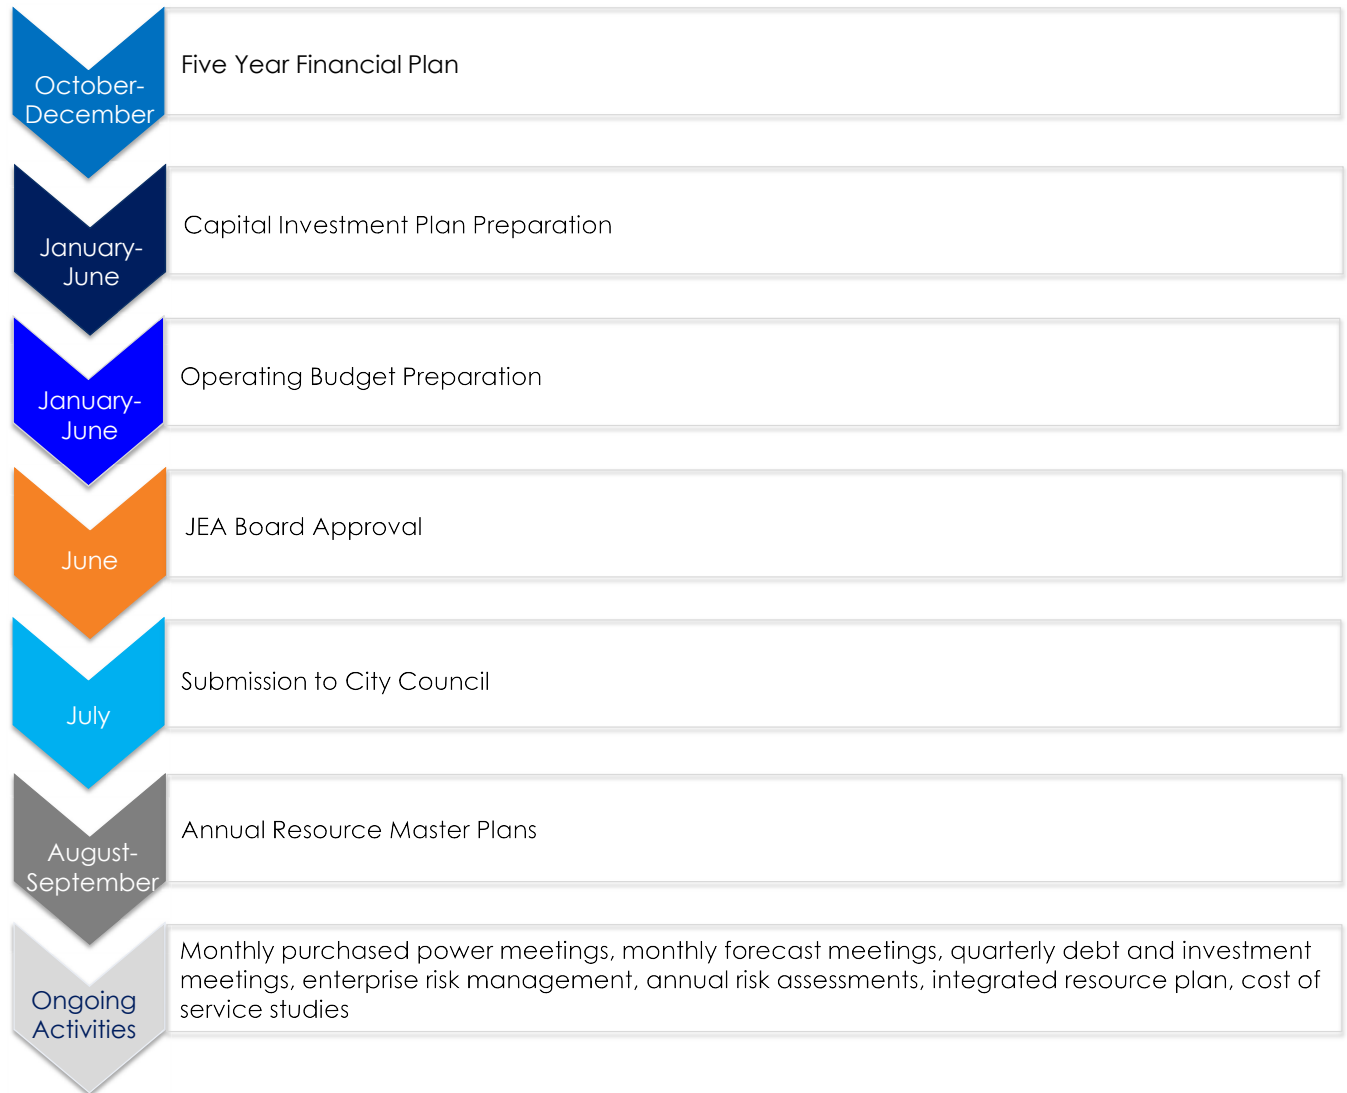 October-
December
Five Year Financial Plan
January-
June
Capital Investment Plan Preparation
January-
June
Operating Budget Preparation
June
JEA Board Approval
July
Submission to City Council
August-
September
Annual Resource Master Plans
Ongoing
Activities
Monthly purchased power meetings, monthly forecast meetings, quarterly debt and investment
meetings, enterprise risk management, annual risk assessments, integrated resource plan, cost of
service studies